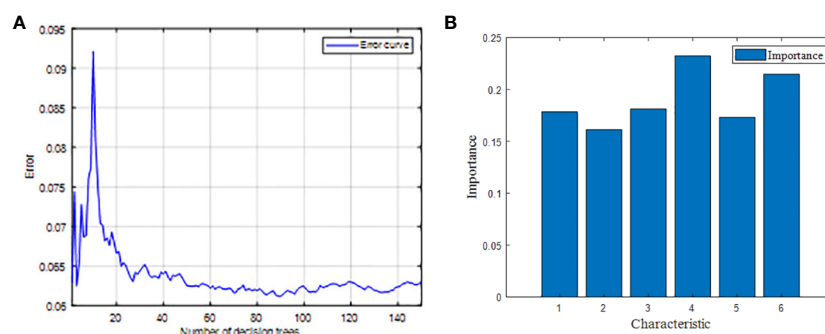 A
0.095
0.09
0.085
0.08
0.075
0.07
0.065
0.06
Error
Error curve
20 40 60 80 100 120 140
Number of decision trees
B
0.25
0.2
0.15
0.1
0.05
0
Importance
Importance
1 2 3 4 5 6
Characteristic